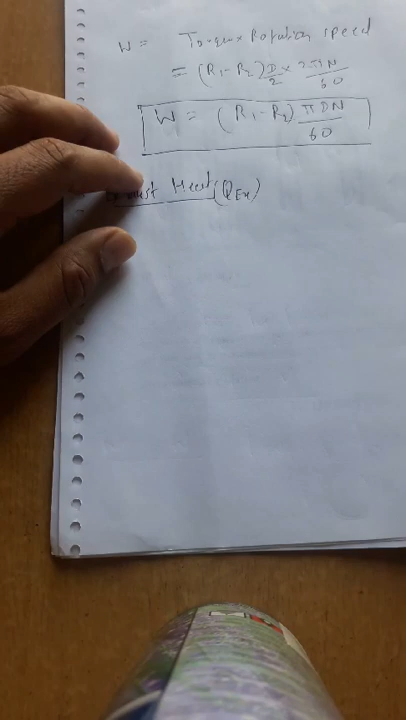 W = Torque x Rotation speed
= (R1-R2) D/2 x 2πN/60
W = (R1-R2) πDN/60
Heat (QEx)